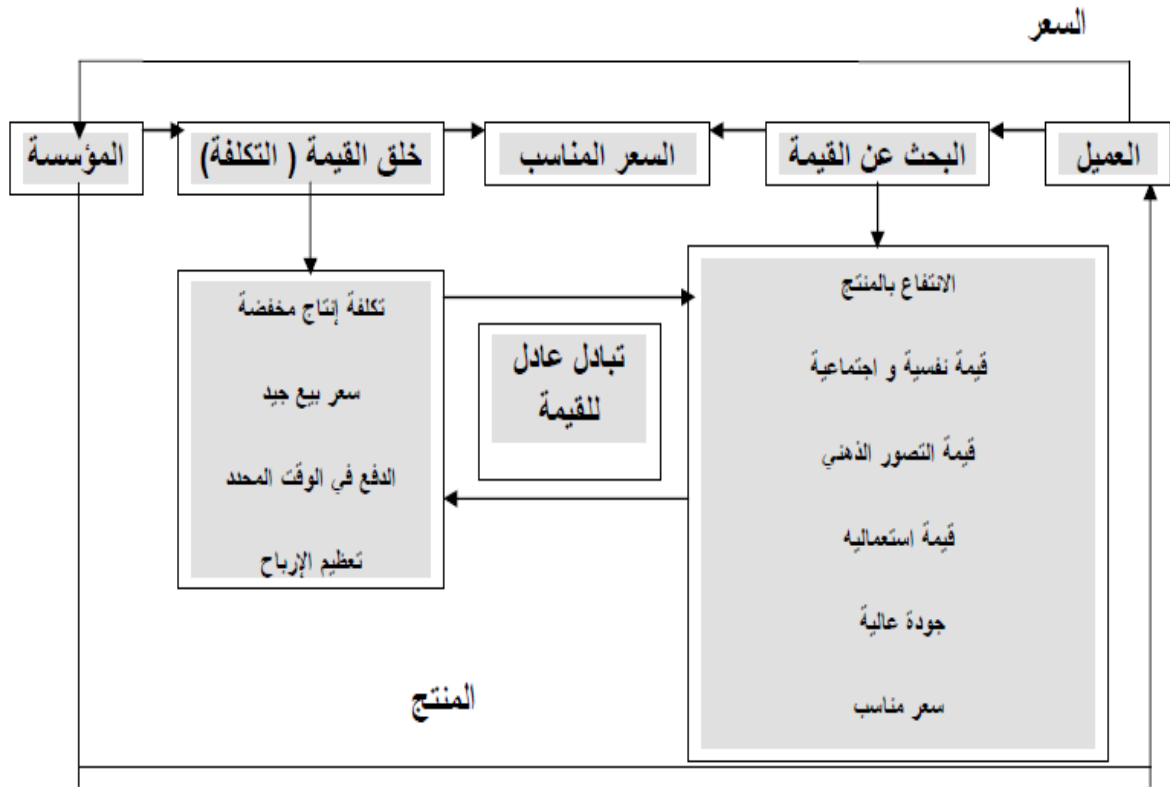 السعر
العميل
البحث عن القيمة
السعر المناسب
خلق القيمة ( التكلفة)
المؤسسة
الانتفاع بالمنتج
قيمة نفسية و اجتماعية
قيمة التصور الذهني
قيمة استعماليه
جودة عالية
سعر مناسب
تبادل عادل
للقيمة
تكلفة إنتاج مخفضة
سعر بيع جيد
الدفع في الوقت المحدد
تعظيم الإرباح
المنتج